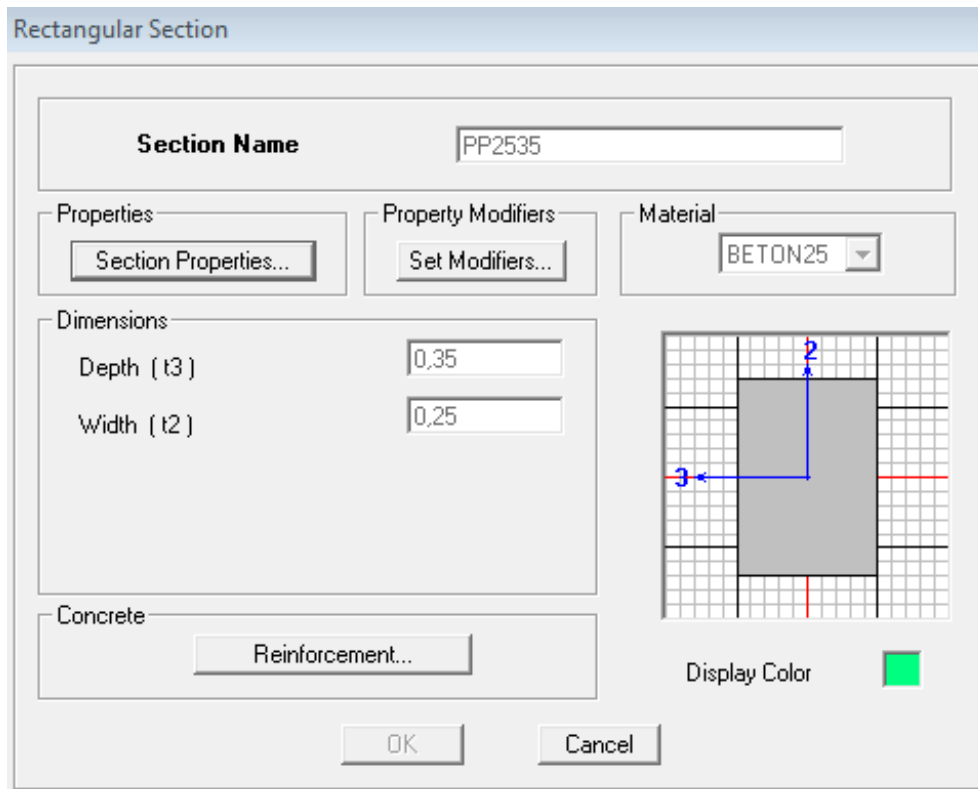 Rectangular Section
Section Name PP2535
Properties Property Modifiers Material
Section Properties... Set Modifiers... BETON25
Dimensions
Depth ( t3 ) 0,35
Width ( t2 ) 0,25
2
3
Concrete
Reinforcement...
Display Color
OK Cancel